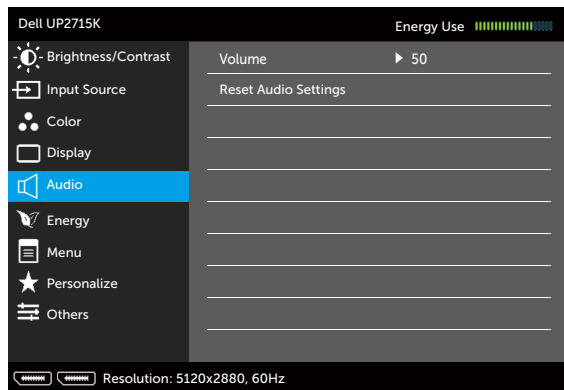 Dell UP2715K
Energy Use
Brightness/Contrast
Volume
50
Input Source
Reset Audio Settings
Color
Display
Audio
Energy
Menu
Personalize
Others
Resolution: 5120x2880, 60Hz